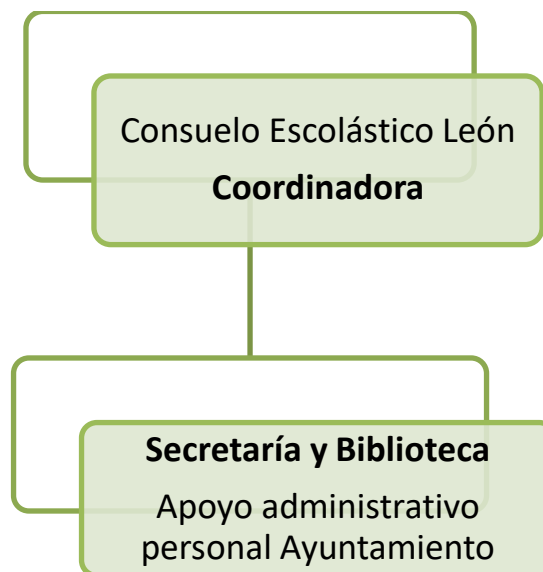 Consuelo Escolástico León
Coordinadora
Secretaría y Biblioteca
Apoyo administrativo
personal Ayuntamiento